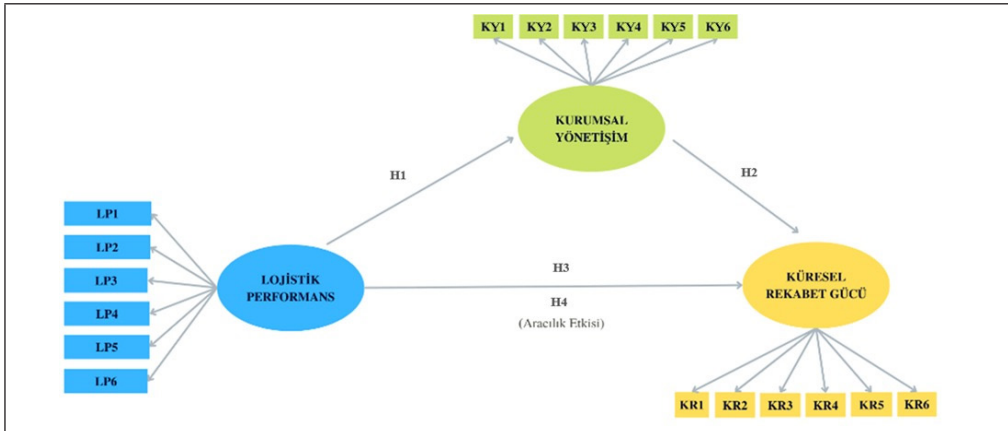 KY1 KY2 KY3 KY4 KY5 KY6
KURUMSAL
YÖNETİŞİM
H1
H2
LP1
LP2
LP3
LP4
LP5
LP6
LOJİSTİK
PERFORMANS
H3
H4
(Aracılık Etkisi)
KÜRESEL
REKABET GÜCÜ
KR1 KR2 KR3 KR4 KR5 KR6